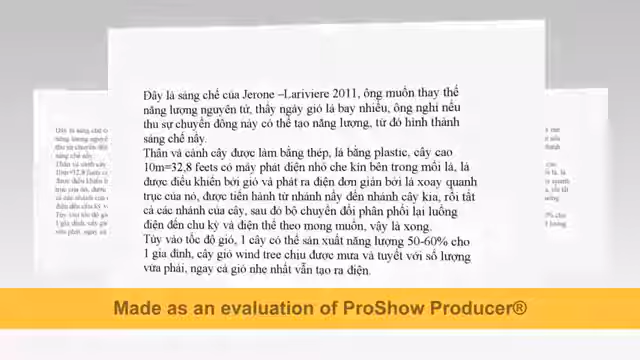 Đây là sáng chế của Jerone –Lariviere 2011, ông muốn thay thế
năng lượng nguyên tử, thấy ngày gió lá bay nhiều, ông nghỉ nếu
thu sự chuyển đông này có thể tạo năng lượng, từ đó hình thành
sáng chế nầy.
Thân và cành cây được làm bằng thép, lá bằng plastic, cây cao
10m=32,8 feets có máy phát điện nhỏ che kín bên trong mổi lá, lá
được điều khiển bởi gió và phát ra điện đơn giản bởi lá xoay quanh
trục của nó, được tiến hành từ nhánh nầy đến nhánh cây kia, rồi tất
cả các nhánh của cây, sau đó bộ chuyển đổi phân phối lại luồng
điện đến chu kỳ và điện thế theo mong muốn, vậy là xong.
Tùy vào tốc độ gió, 1 cây có thể sản xuất năng lượng 50-60% cho
1 gia đình, cây gió wind tree chịu được mưa và tuyết với số lượng
vừa phải, ngay cả gió nhẹ nhất vẫn tạo ra điện.
Made as an evaluation of ProShow Producer®